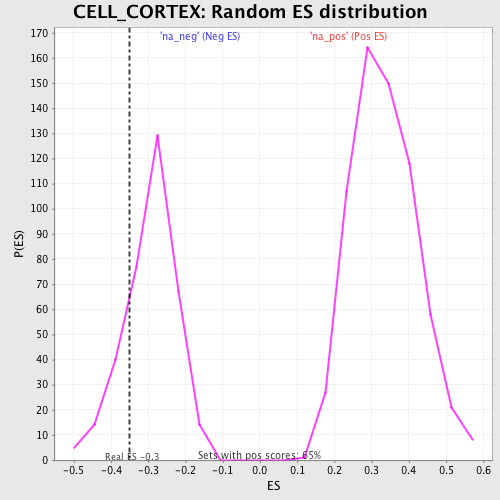 CELL_CORTEX: Random ES distribution
'na_neg' (Neg ES)
'na_pos' (Pos ES)
170
160
150
140
130
120
110
100
90
80
70
60
50
40
30
20
10
0
P(ES)
Real ES -0.3
Sets with pos scores: 65%
-0.5 -0.4 -0.3 -0.2 -0.1 0.0 0.1 0.2 0.3 0.4 0.5 0.6
ES